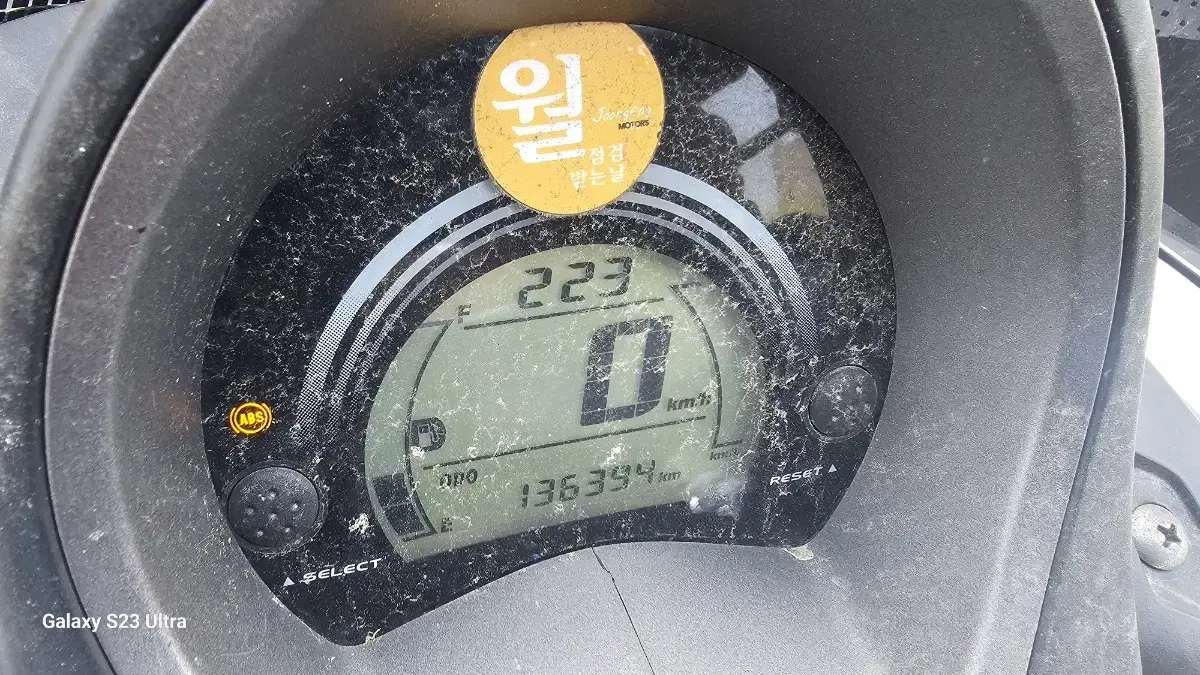 월
MOTORS
점검
받는날
223
F
0
km/h
ABS
ODO
136394 km
km/h
E
RESET ▲
▲ SELECT
Galaxy S23 Ultra